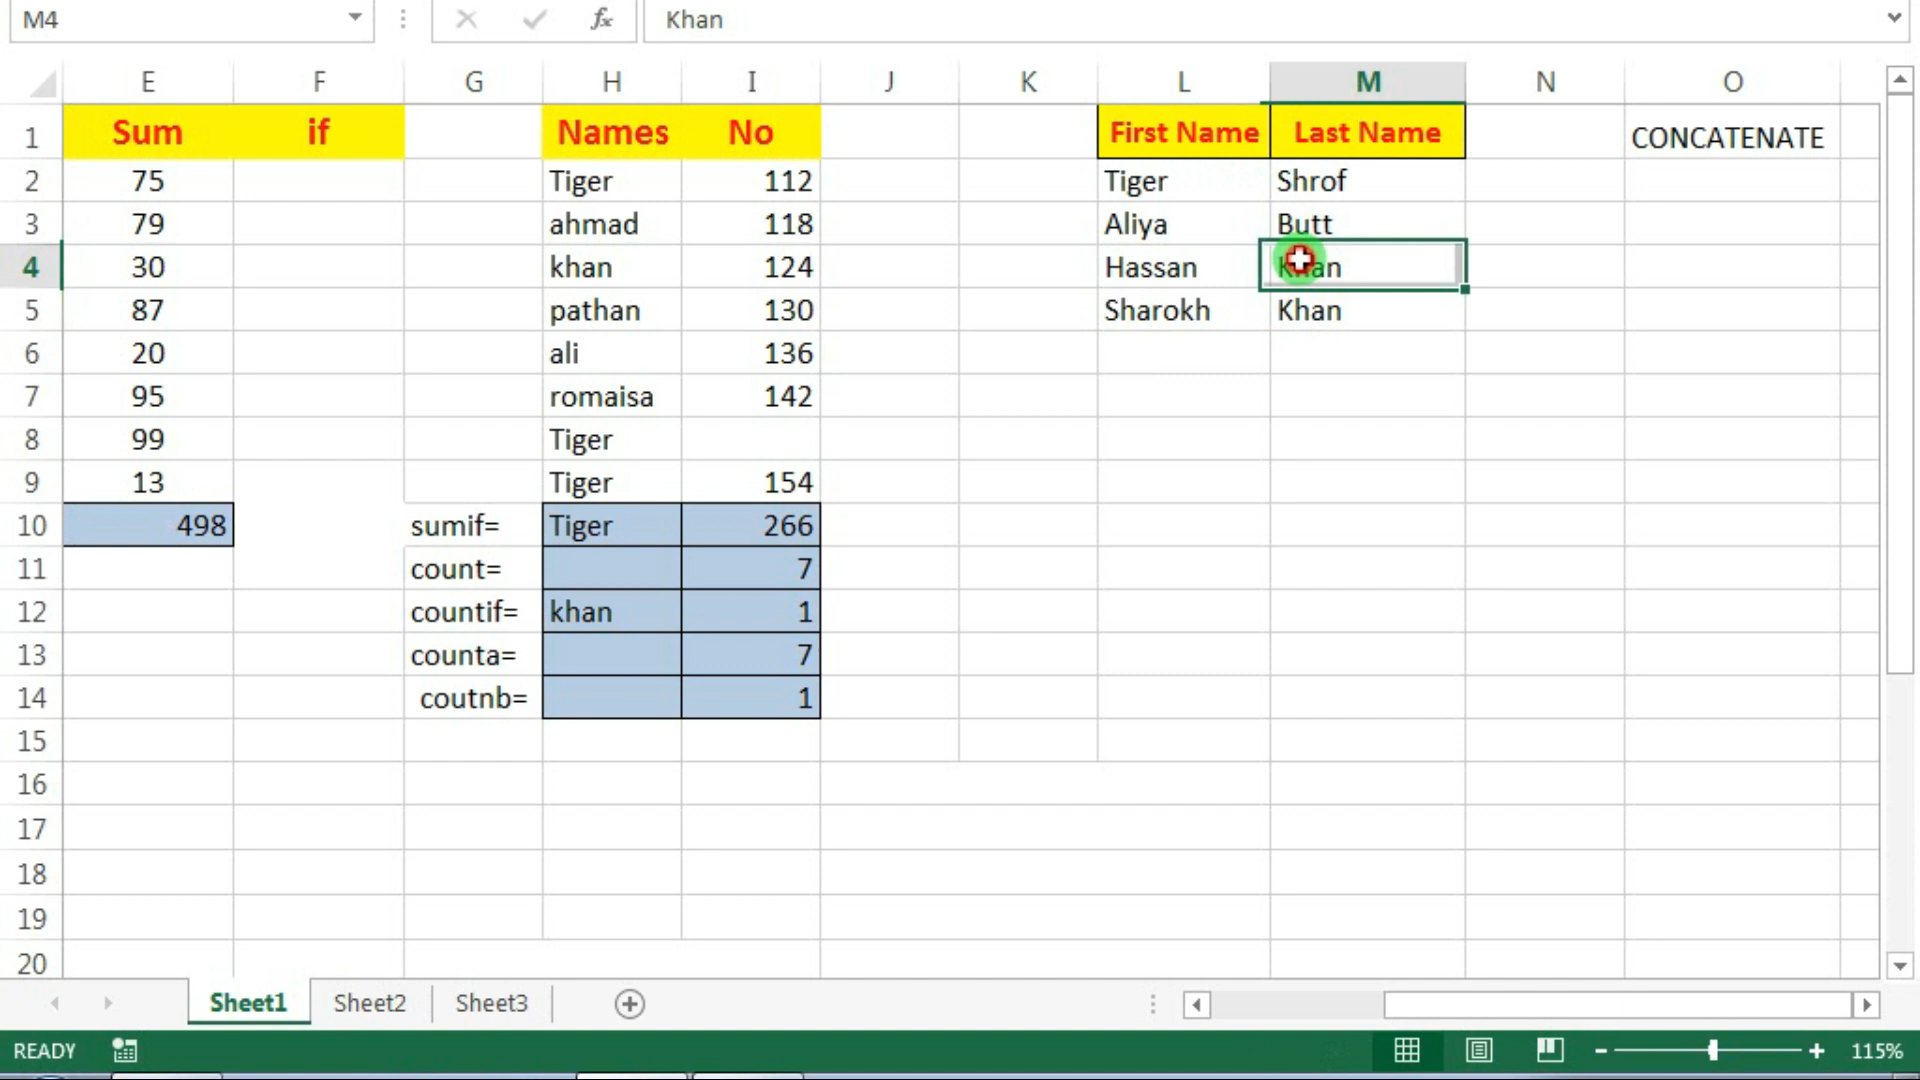 M4 fx Khan
E F G H I J K L M N O
1 Sum if Names No First Name Last Name CONCATENATE
2 75 Tiger 112 Tiger Shrof
3 79 ahmad 118 Aliya Butt
4 30 khan 124 Hassan Khan
5 87 pathan 130 Sharokh Khan
6 20 ali 136
7 95 romaisa 142
8 99 Tiger
9 13 Tiger 154
10 498 sumif= Tiger 266
11 count= 7
12 countif= khan 1
13 counta= 7
14 coutnb= 1
15
16
17
18
19
20
Sheet1 Sheet2 Sheet3
READY 115%